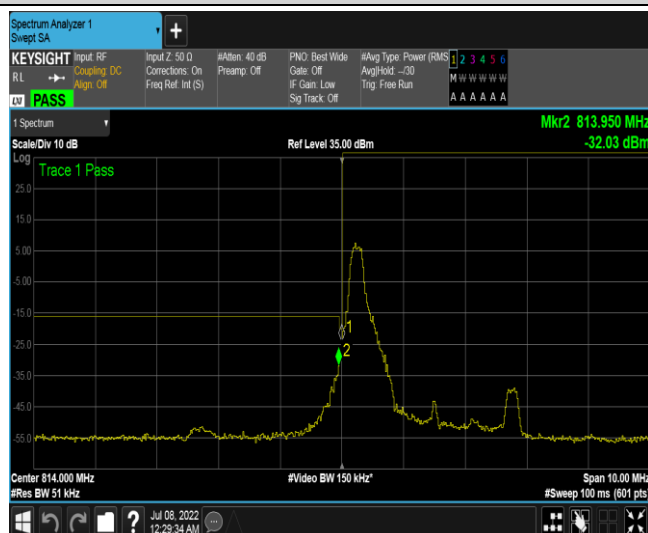 Spectrum Analyzer 1
Swept SA
+
KEYSIGHT Input: RF Input Z: 50 Ω #Atten: 40 dB PNO: Best Wide #Avg Type: Power (RMS 1 2 3 4 5 6
RL Coupling: DC Corrections: On Preamp: Off Gate: Off Avg|Hold: --/30 M W W W W W
Align: Off Freq Ref: Int (S) IF Gain: Low Trig: Free Run
LXI PASS Sig Track: Off A A A A A A
1 Spectrum Mkr2 813.950 MHz
Scale/Div 10 dB Ref Level 35.00 dBm -32.03 dBm
Log
Trace 1 Pass
25.0
15.0
5.00
-5.00
-15.0
1
-25.0
2
-35.0
-45.0
-55.0
Center 814.000 MHz #Video BW 150 kHz* Span 10.00 MHz
#Res BW 51 kHz #Sweep 100 ms (601 pts)
? Jul 08, 2022
12:29:34 AM